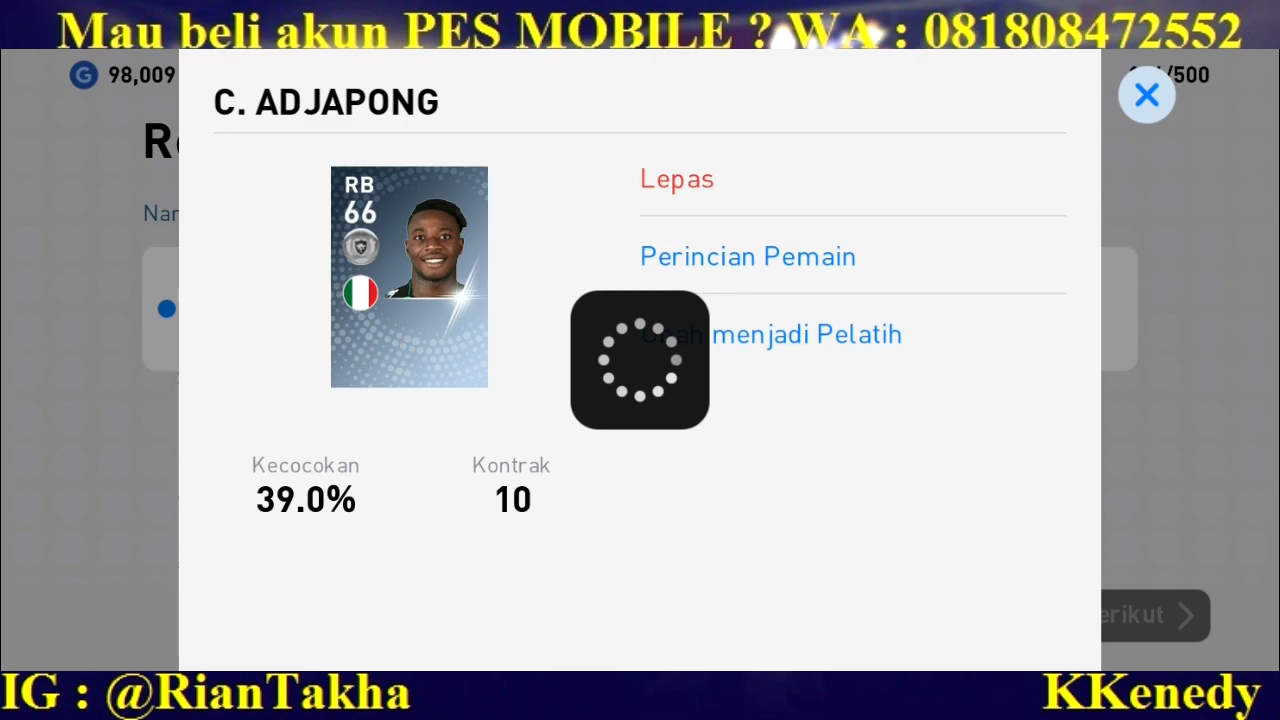 Mau beli akun PES MOBILE ? WA : 081808472552
98,009
/500
C. ADJAPONG
RB
66
Lepas
Perincian Pemain
menjadi Pelatih
Kecocokan
39.0%
Kontrak
10
erikut
IG : @RianTakha
KKenedy